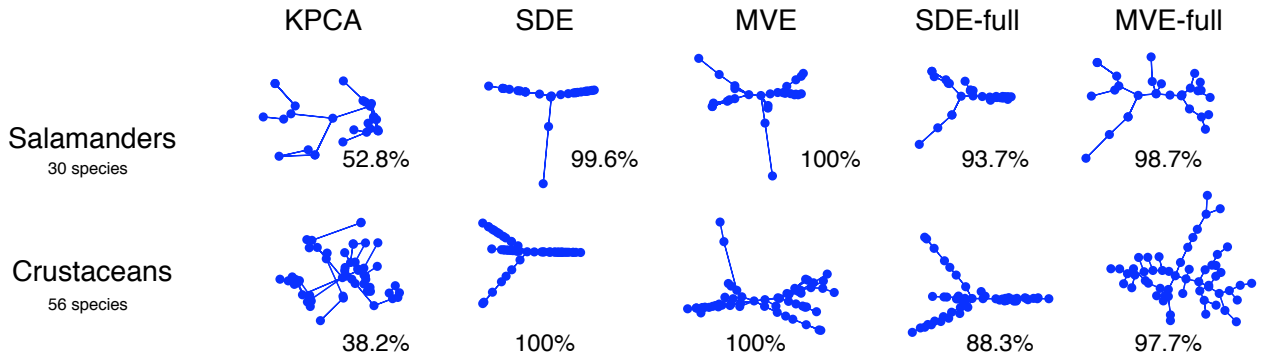 KPCA SDE MVE SDE-full MVE-full
Salamanders
30 species
52.8% 99.6% 100% 93.7% 98.7%
Crustaceans
56 species
38.2% 100% 100% 88.3% 97.7%